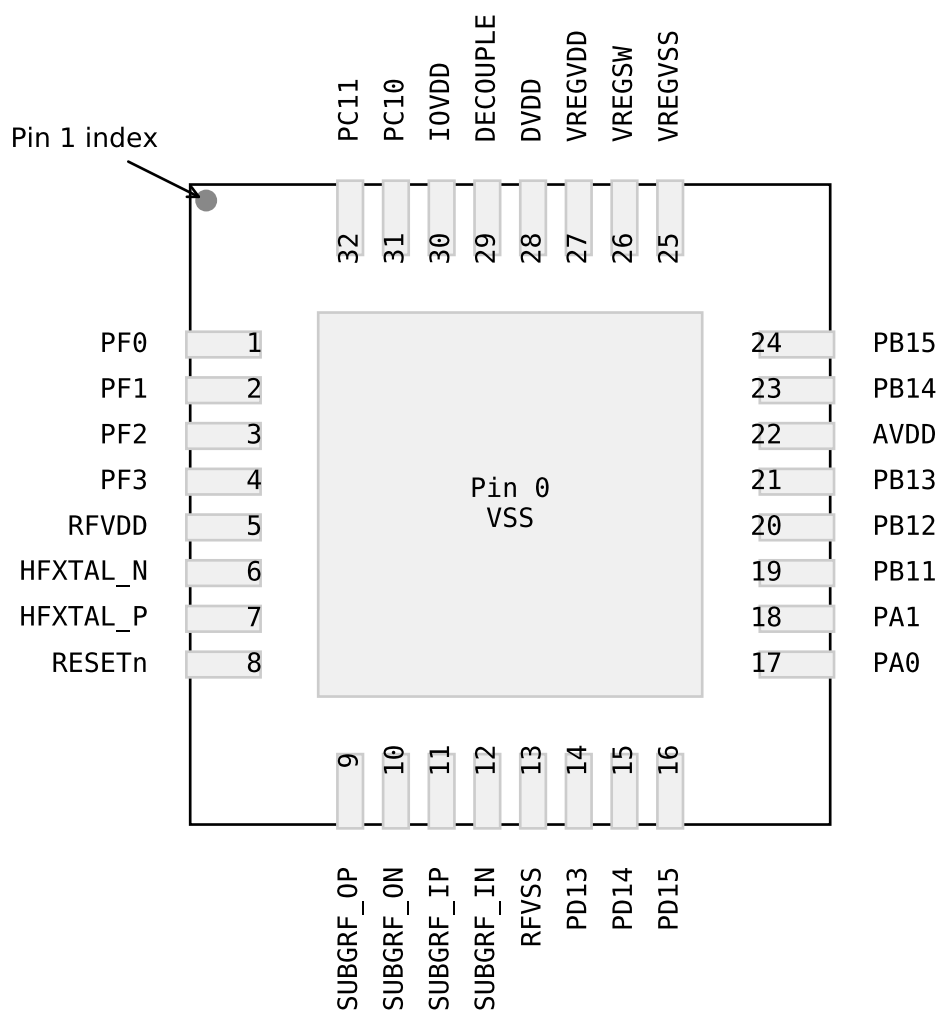 PC11
PC10
IOVDD
DECOUPLE
DVDD
VREGVDD
VREGSW
VREGVSS
Pin 1 index
32
31
30
29
28
27
26
25
PF0 1
24 PB15
PF1 2
23 PB14
PF2 3
22 AVDD
PF3 4
21 PB13
Pin 0
VSS
RFVDD 5
20 PB12
HFXTAL_N 6
19 PB11
HFXTAL_P 7
18 PA1
RESETn 8
17 PA0
9
10
11
12
13
14
15
16
SUBGRF_OP
SUBGRF_ON
SUBGRF_IP
SUBGRF_IN
RFVSS
PD13
PD14
PD15